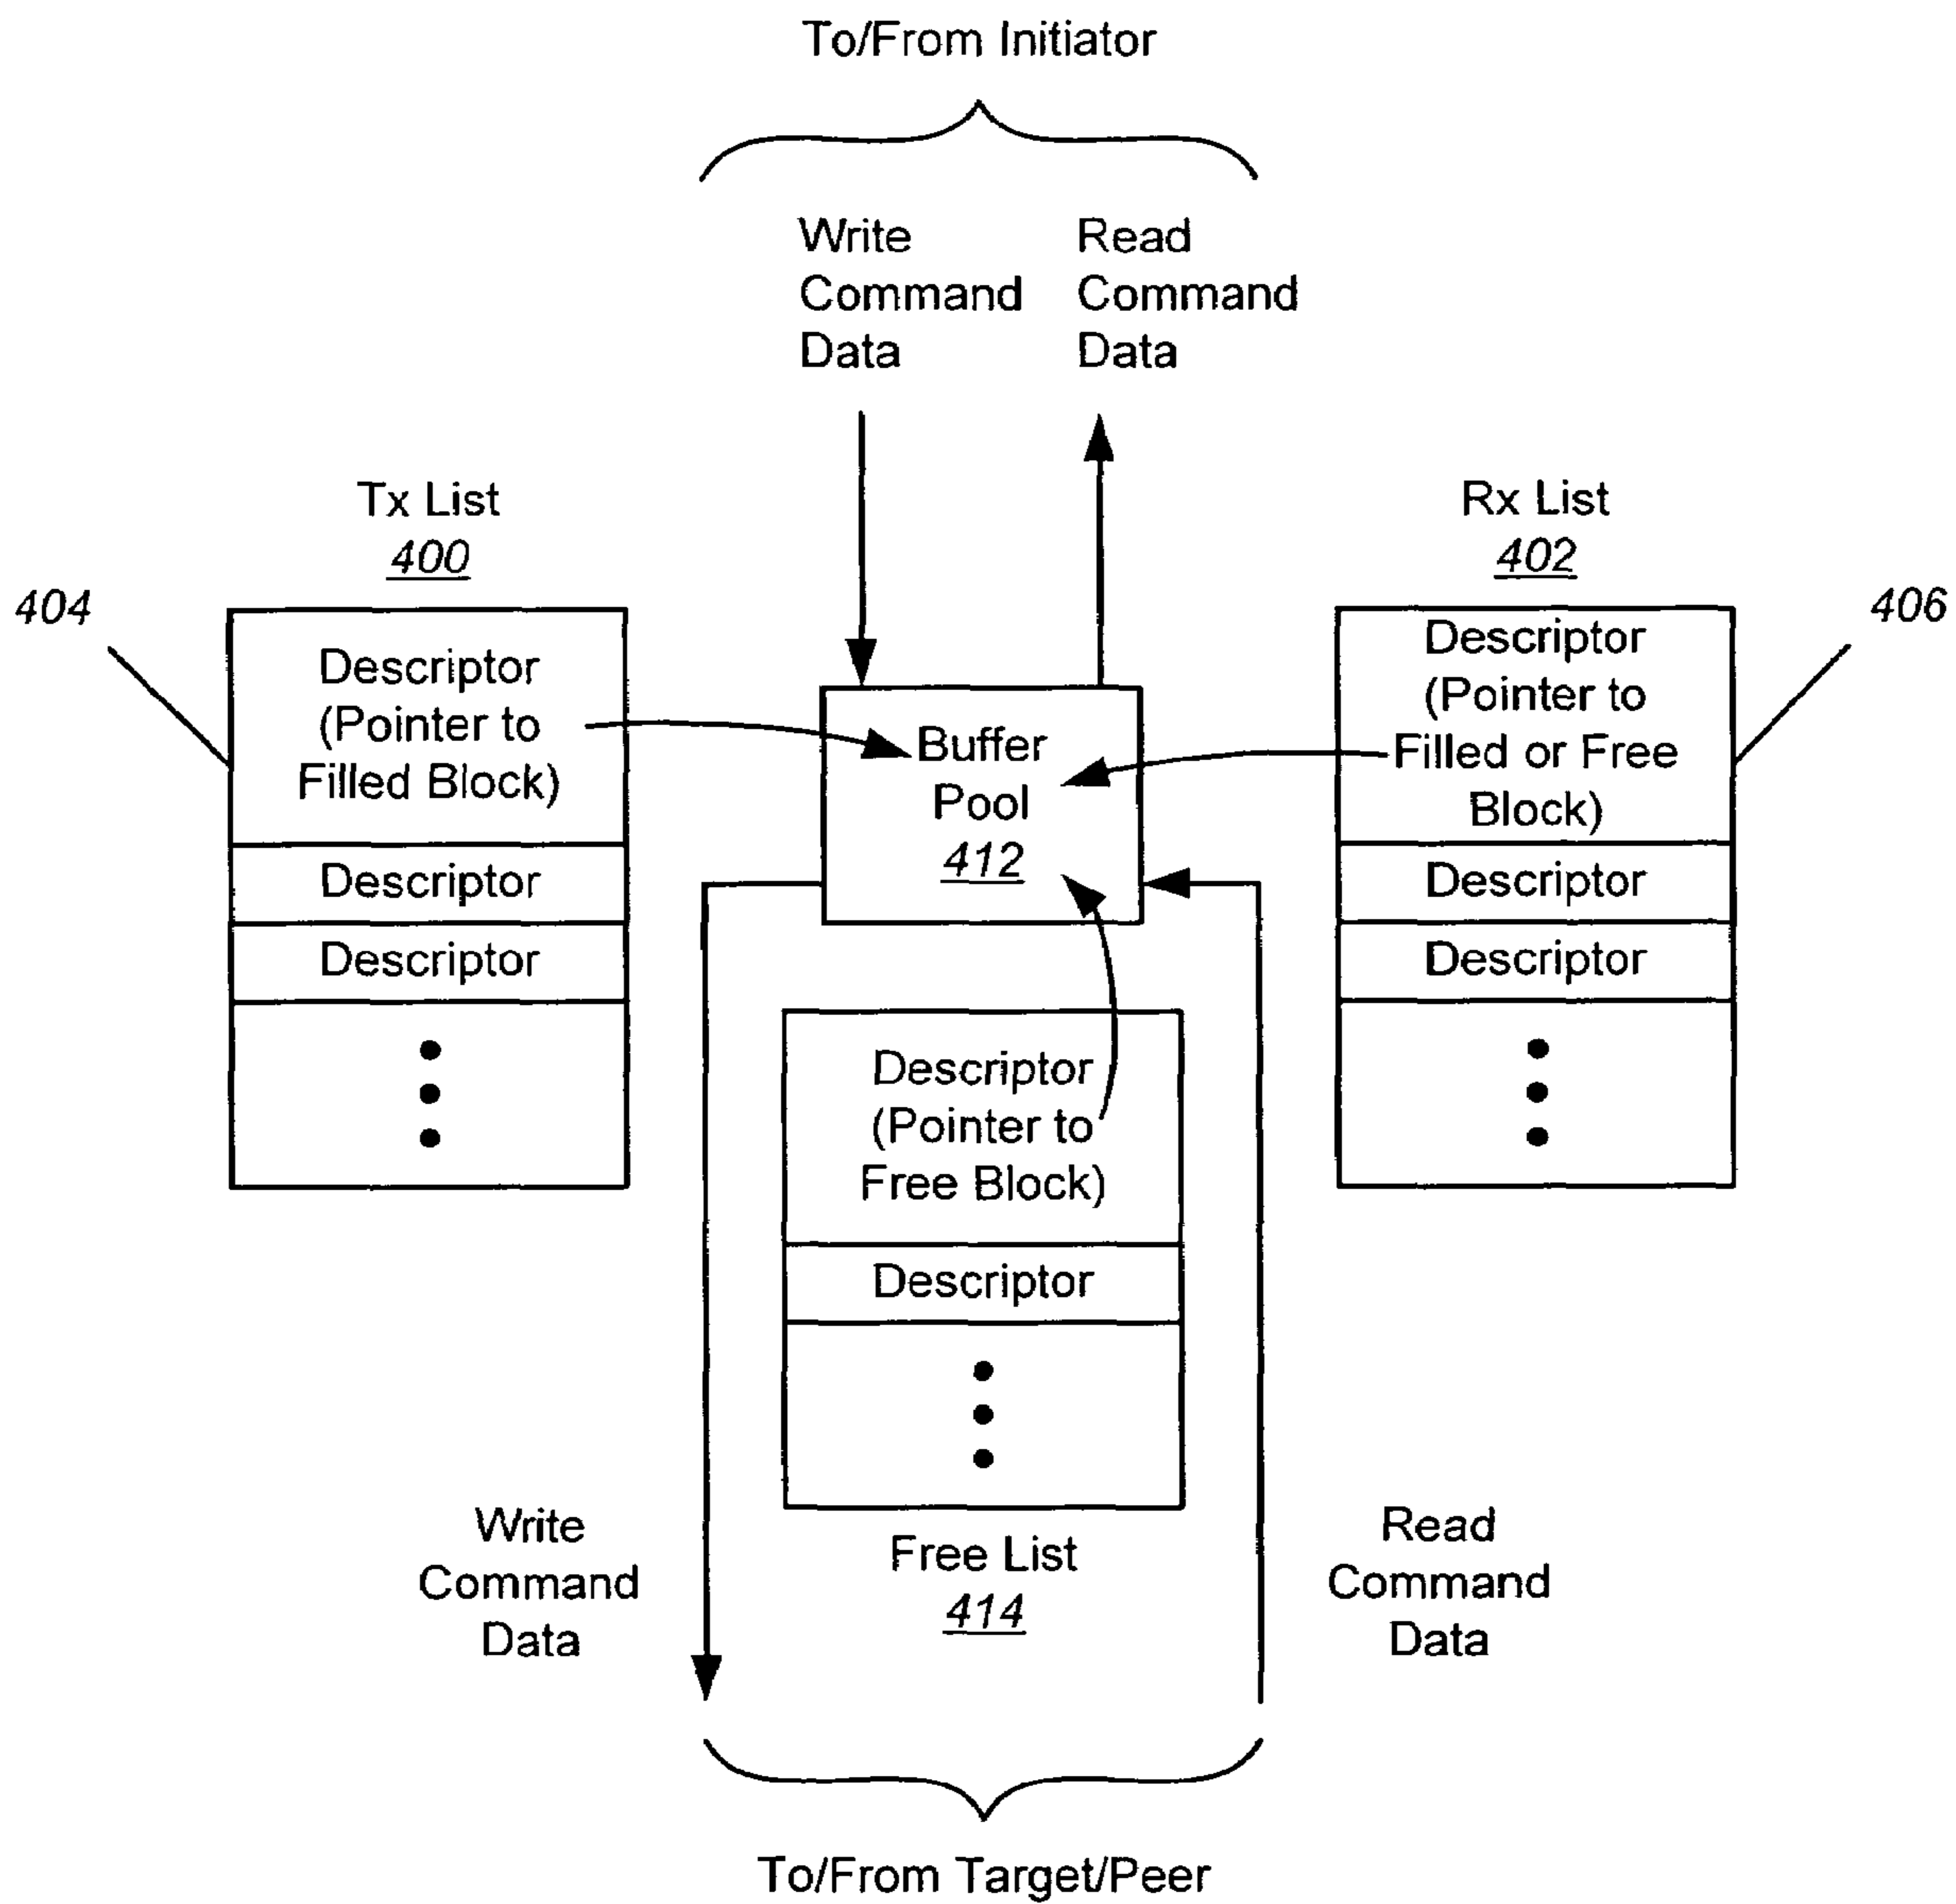 To/From Initiator
Write
Command
Data
Read
Command
Data
Tx List
400
Rx List
402
404
406
Descriptor
(Pointer to
Filled Block)
Descriptor
Descriptor
Buffer
Pool
412
Descriptor
(Pointer to
Filled or Free
Block)
Descriptor
Descriptor
Descriptor
(Pointer to
Free Block)
Descriptor
Free List
414
Write
Command
Data
Read
Command
Data
To/From Target/Peer